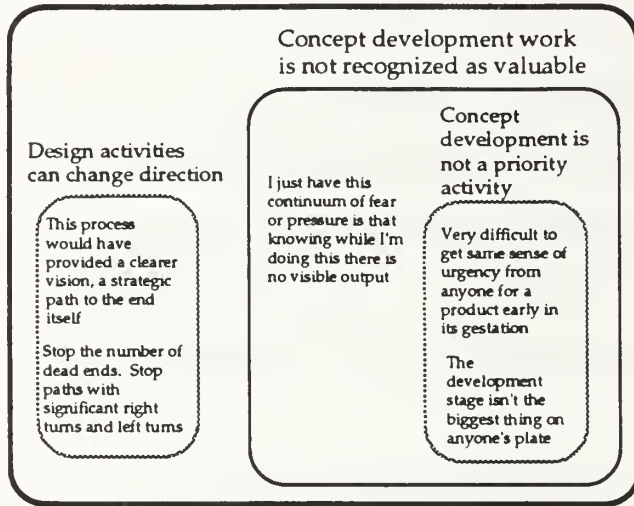 Concept development work
is not recognized as valuable
Design activities
can change direction
This process
would have
provided a clearer
vision, a strategic
path to the end
itself
Stop the number of
dead ends. Stop
paths with
significant right
turns and left turns
I just have this
continuum of fear
or pressure is that
knowing while I'm
doing this there is
no visible output
Concept
development is
not a priority
activity
Very difficult to
get same sense of
urgency from
anyone for a
product early in
its gestation
The
development
stage isn't the
biggest thing on
anyone's plate